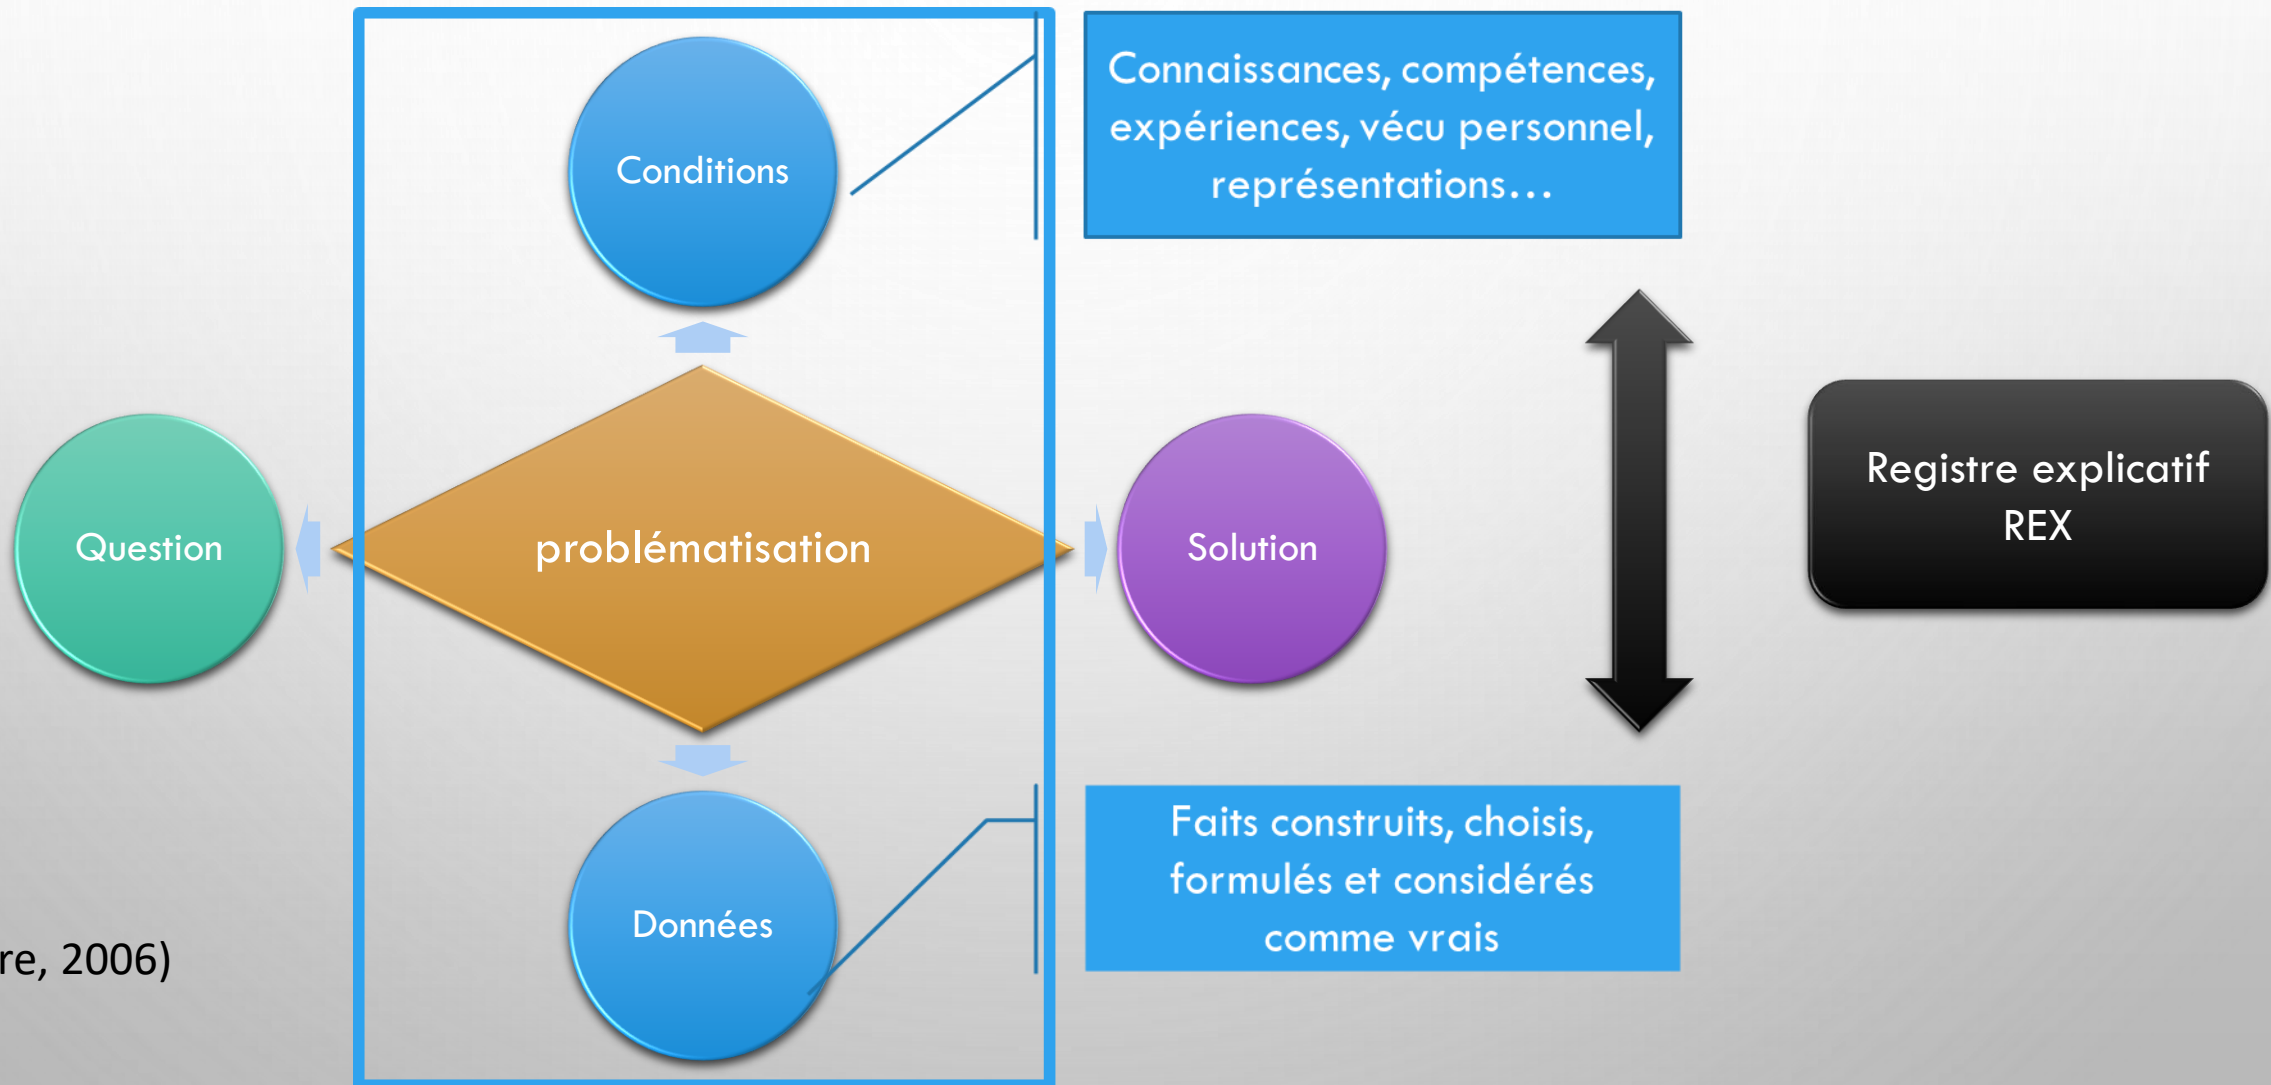 Conditions
Connaissances, compétences,
expériences, vécu personnel,
représentations…
Question
problématisation
Solution
Registre explicatif
REX
Données
Faits construits, choisis,
formulés et considérés
comme vrais
re, 2006)